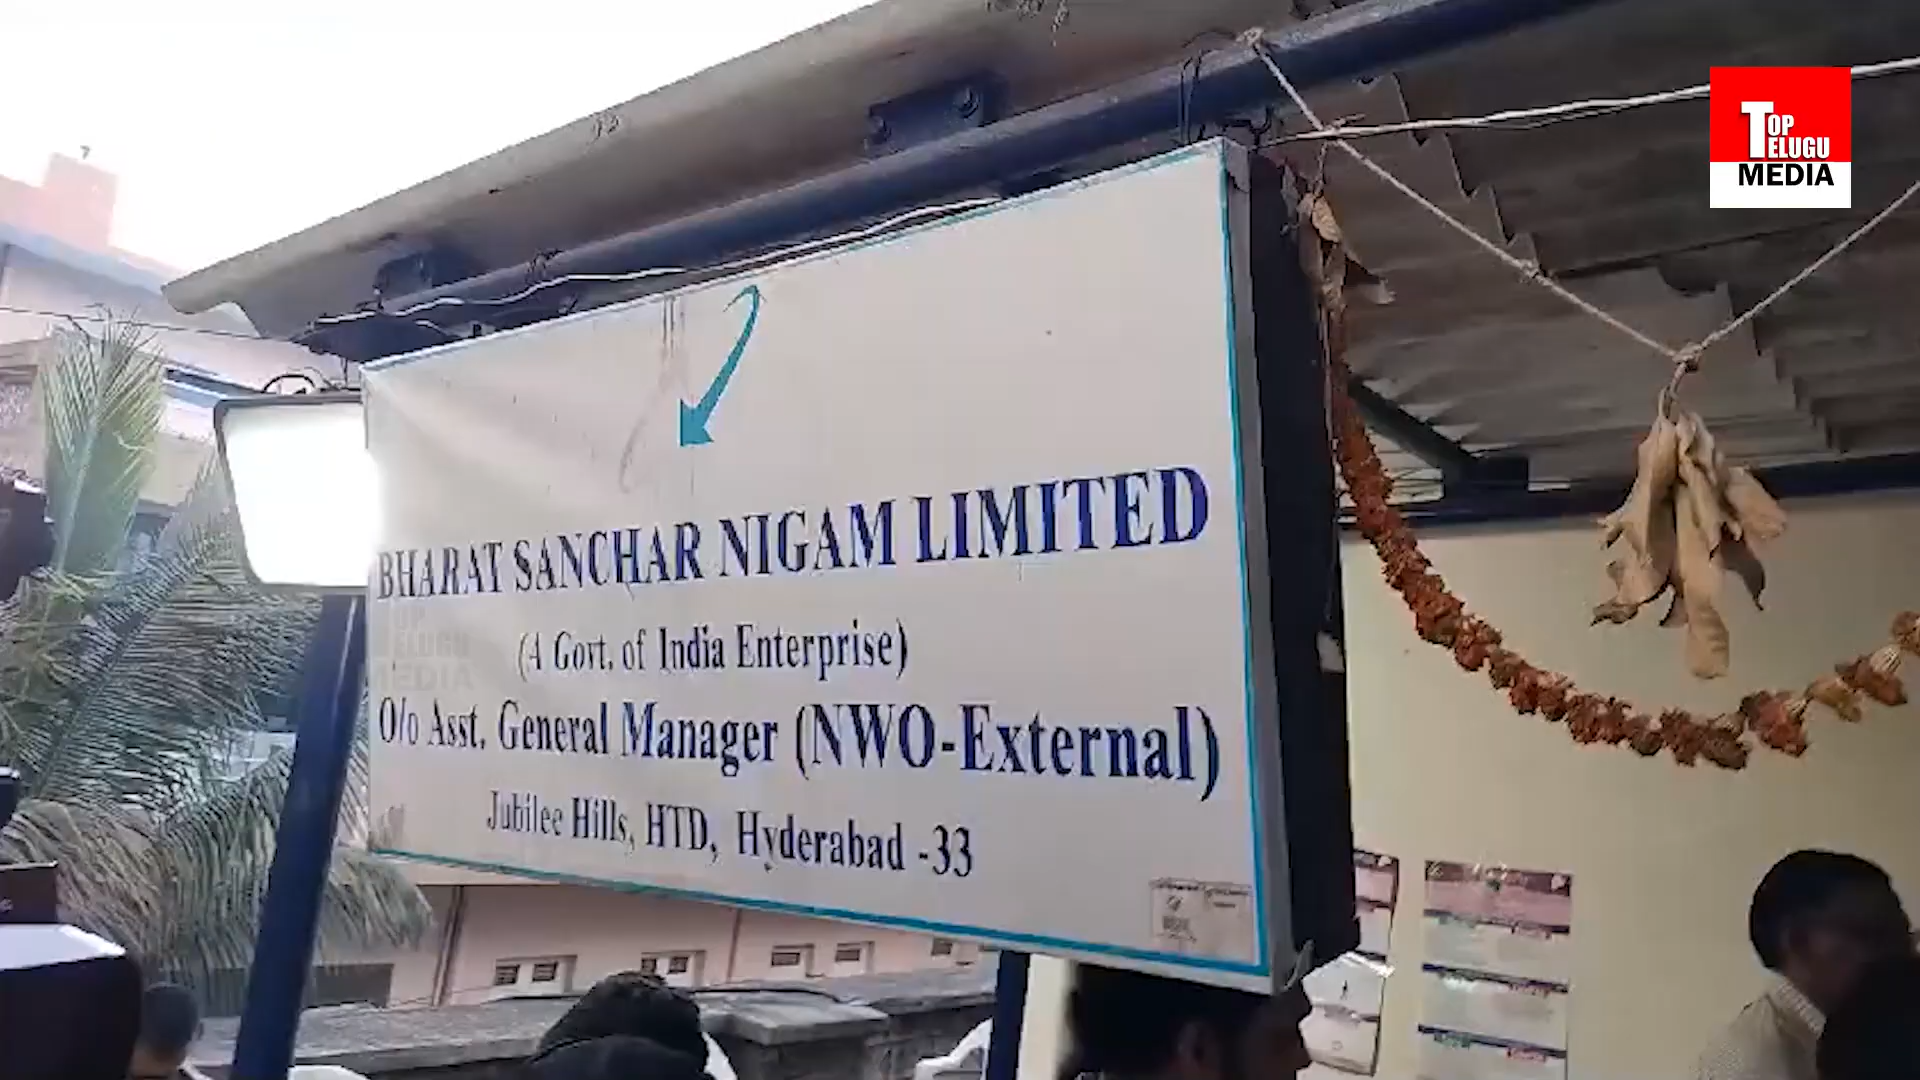 TOP
TELUGU
MEDIA
BHARAT SANCHAR NIGAM LIMITED
(A Govt. of India Enterprise)
O/o Asst. General Manager (NWO-External)
Jubilee Hills, HTD, Hyderabad -33